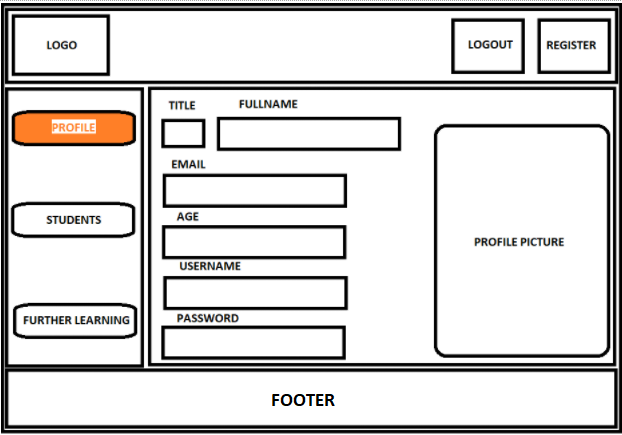 LOGO
LOGOUT
REGISTER
PROFILE
STUDENTS
FURTHER LEARNING
TITLE
FULLNAME
EMAIL
AGE
USERNAME
PASSWORD
PROFILE PICTURE
FOOTER